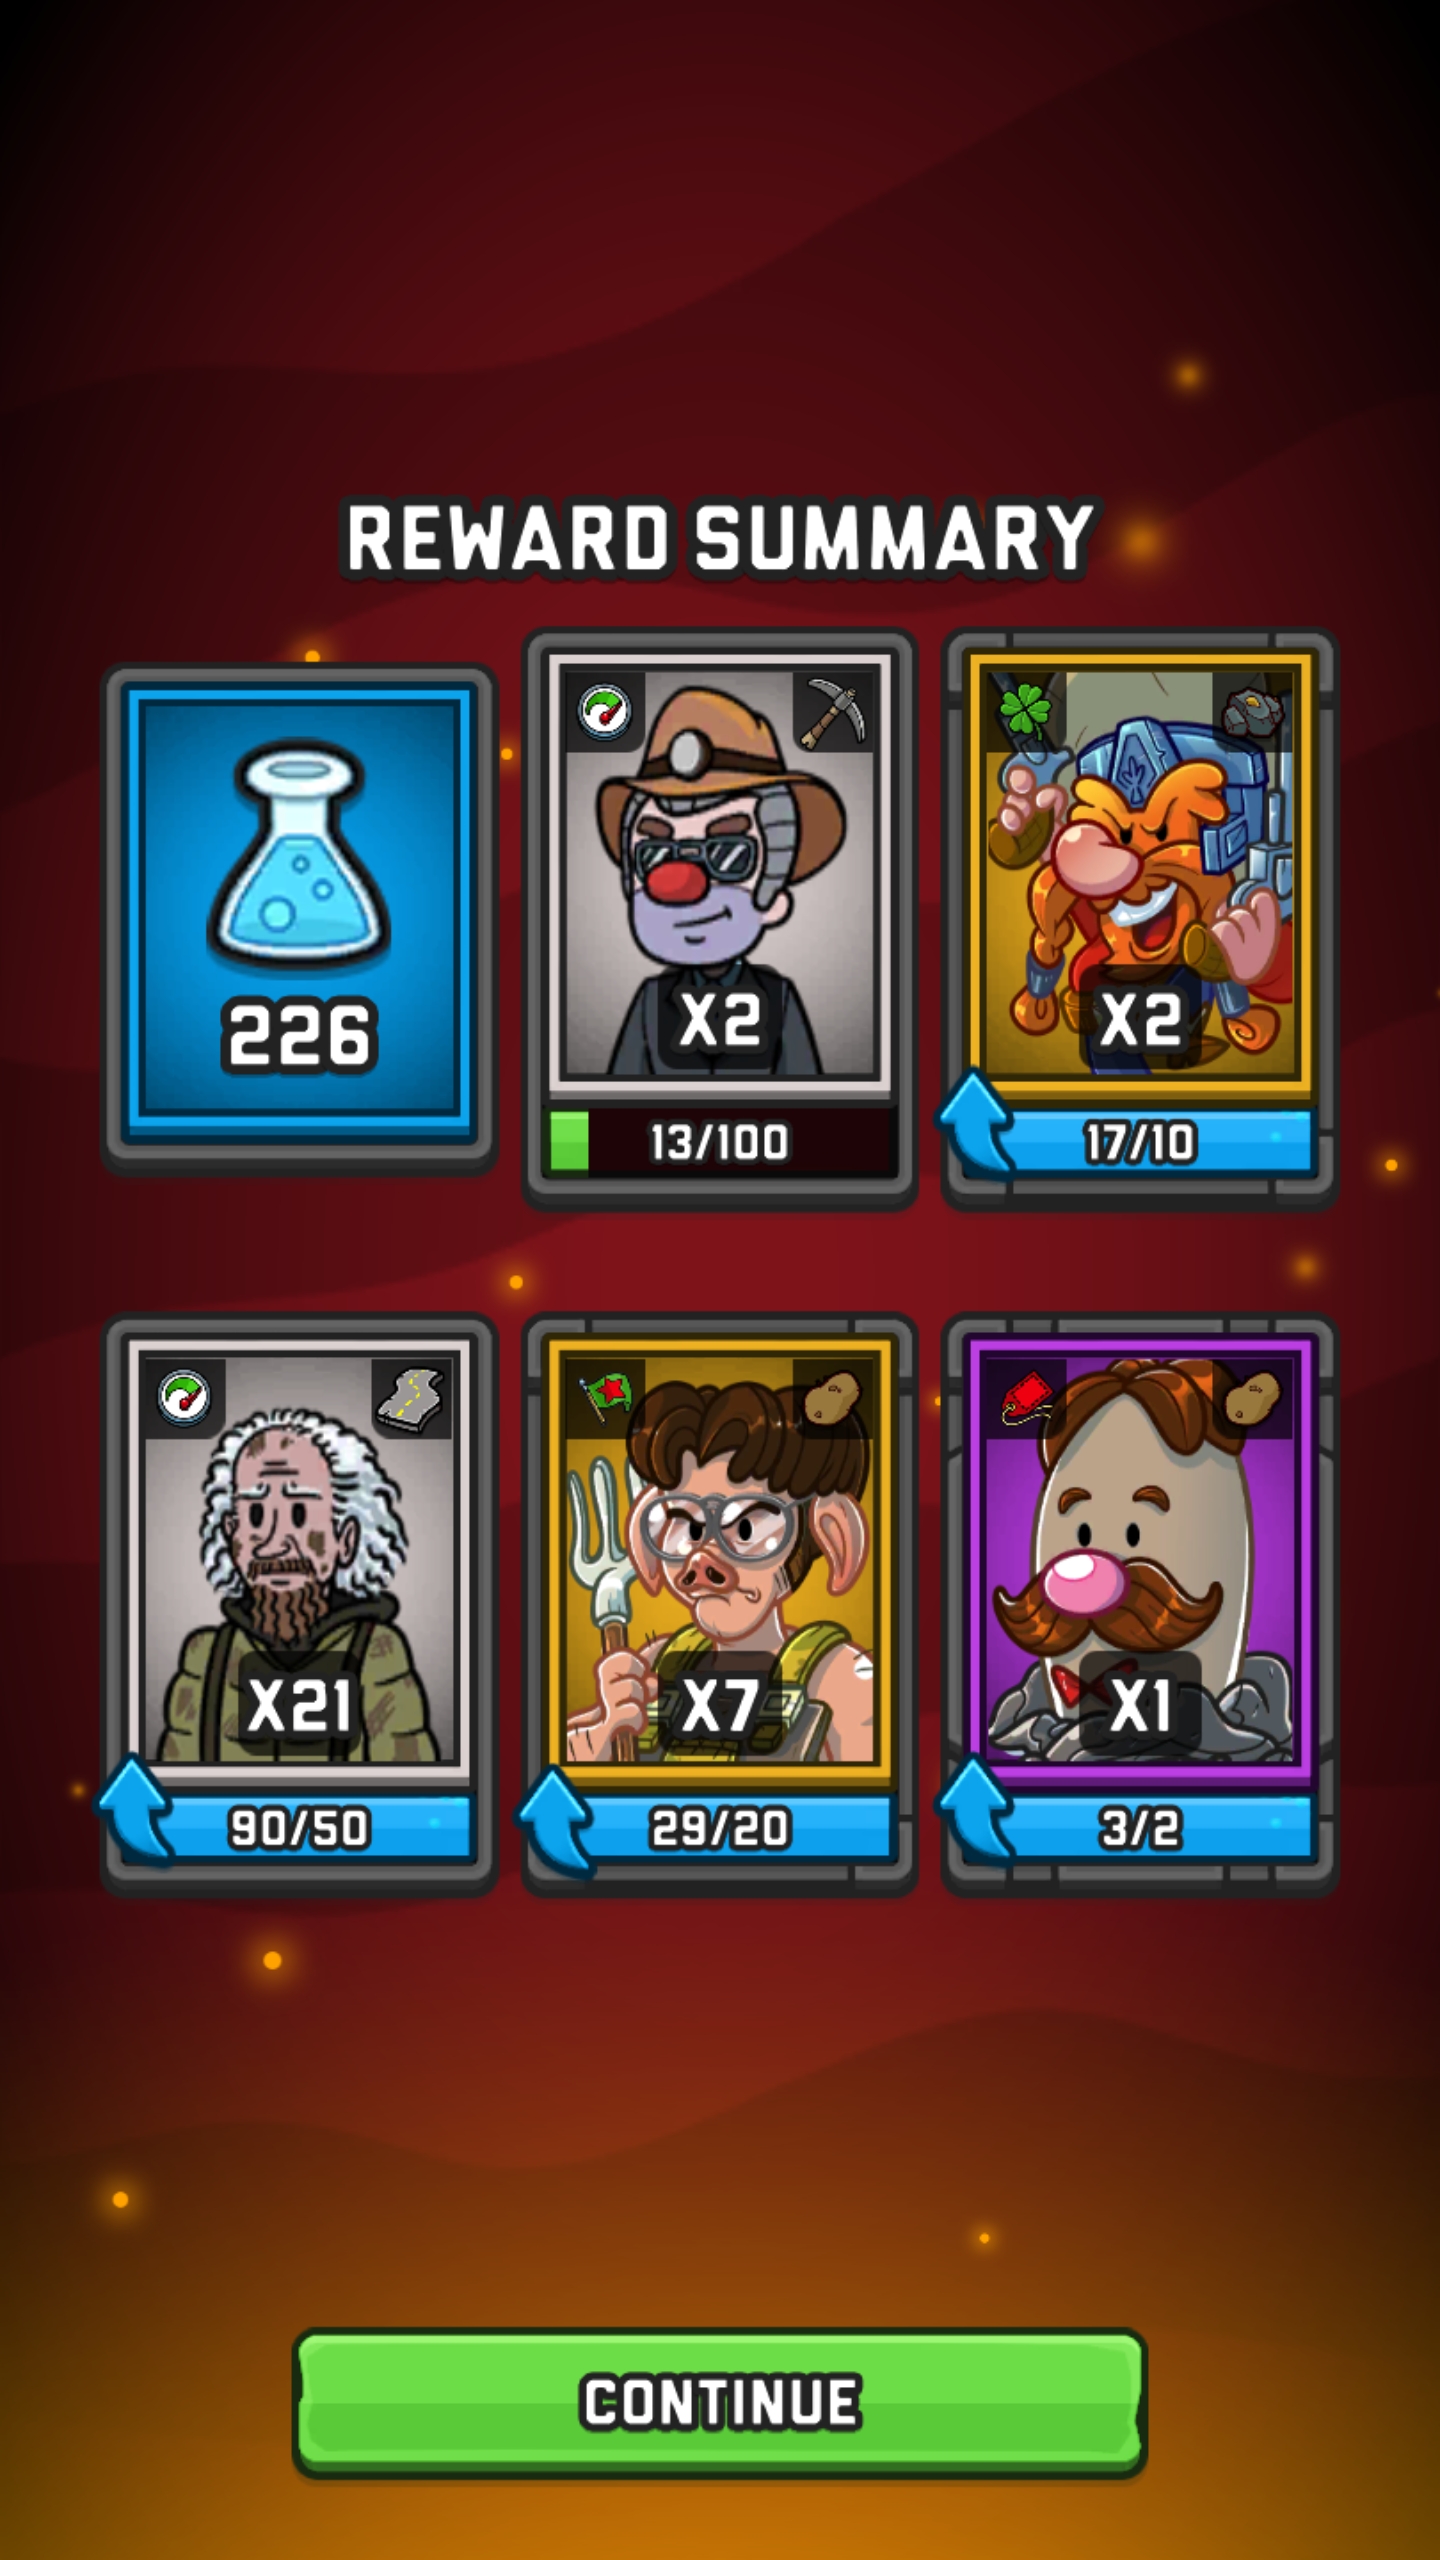 REWARD SUMMARY
226
X2
13/100
X2
17/10
X21
90/50
X7
29/20
X1
3/2
CONTINUE